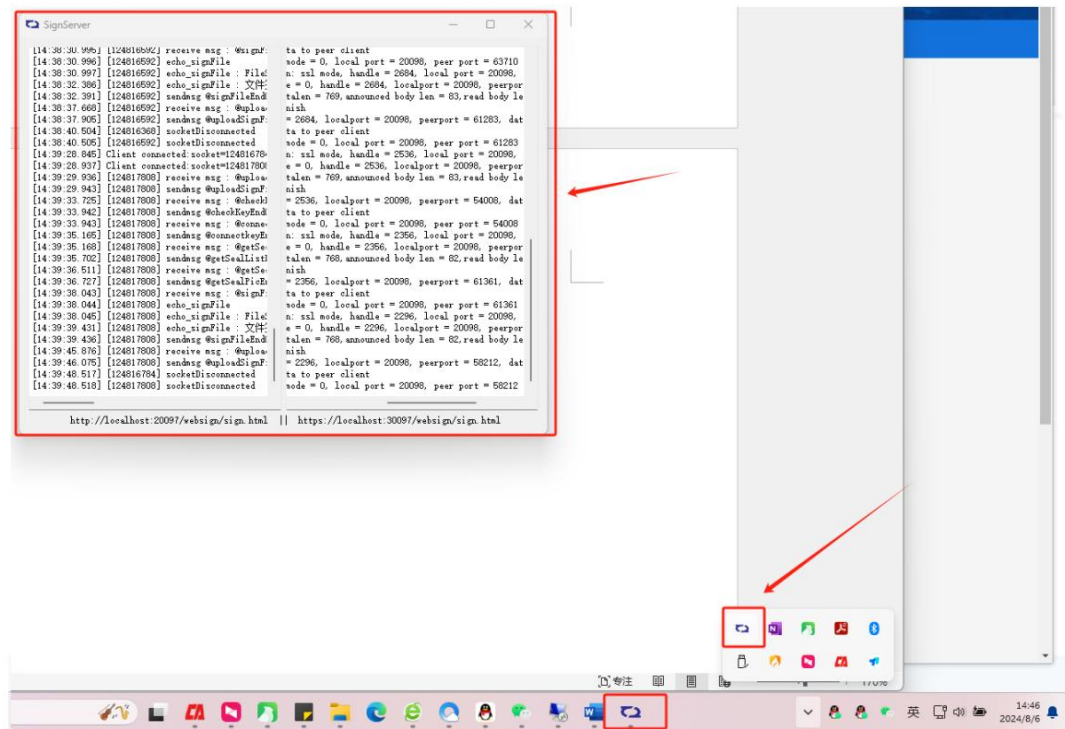 SignServer
[14:38:30.995] [124816592] receive msg : @signF:
[14:38:30.996] [124816592] echo_signFile
[14:38:30.997] [124816592] echo_signFile : File
[14:38:32.386] [124816592] echo_signFile : 文件
[14:38:32.391] [124816592] sendmsg @signFileEnd
[14:38:37.668] [124816592] receive msg : @uploa
[14:38:37.905] [124816592] sendmsg @uploadSignF
[14:38:40.504] [124816368] socketDisconnected
[14:38:40.505] [124816592] socketDisconnected
[14:39:28.845] Client connected:socket=12481678
[14:39:28.937] Client connected:socket=12481780
[14:39:29.936] [124817808] receive msg : @uploa
[14:39:29.943] [124817808] sendmsg @uploadSignF
[14:39:33.725] [124817808] receive msg : @check
[14:39:33.942] [124817808] sendmsg @checkKeyEnd
[14:39:33.943] [124817808] receive msg : @conne
[14:39:35.165] [124817808] sendmsg @connectkeyE
[14:39:35.168] [124817808] receive msg : @getSe
[14:39:35.702] [124817808] sendmsg @getSealList
[14:39:36.511] [124817808] receive msg : @getSe
[14:39:36.727] [124817808] sendmsg @getSealPicE
[14:39:38.043] [124817808] receive msg : @signF
[14:39:38.044] [124817808] echo_signFile
[14:39:38.045] [124817808] echo_signFile : File
[14:39:39.431] [124817808] echo_signFile : 文件
[14:39:39.436] [124817808] sendmsg @signFileEnd
[14:39:45.876] [124817808] receive msg : @uploa
[14:39:46.075] [124817808] sendmsg @uploadSignF
[14:39:48.517] [124816784] socketDisconnected
[14:39:48.518] [124817808] socketDisconnected
ta to peer client
mode = 0, local port = 20098, peer port = 63710
n: ssl mode, handle = 2684, local port = 20098,
e = 0, handle = 2684, localport = 20098, peerpor
talen = 769, announced body len = 83, read body le
nish
= 2684, localport = 20098, peerport = 61283, dat
ta to peer client
mode = 0, local port = 20098, peer port = 61283
n: ssl mode, handle = 2536, local port = 20098,
e = 0, handle = 2536, localport = 20098, peerpor
talen = 769, announced body len = 83, read body le
nish
= 2536, localport = 20098, peerport = 54008, dat
ta to peer client
mode = 0, local port = 20098, peer port = 54008
n: ssl mode, handle = 2356, local port = 20098,
e = 0, handle = 2356, localport = 20098, peerpor
talen = 768, announced body len = 82, read body le
nish
= 2356, localport = 20098, peerport = 61361, dat
ta to peer client
mode = 0, local port = 20098, peer port = 61361
n: ssl mode, handle = 2296, local port = 20098,
e = 0, handle = 2296, localport = 20098, peerpor
talen = 768, announced body len = 82, read body le
nish
= 2296, localport = 20098, peerport = 58212, dat
ta to peer client
mode = 0, local port = 20098, peer port = 58212
http://localhost:20097/websign/sign.html || https://localhost:30097/websign/sign.html
专注
170%
英
14:46
2024/8/6